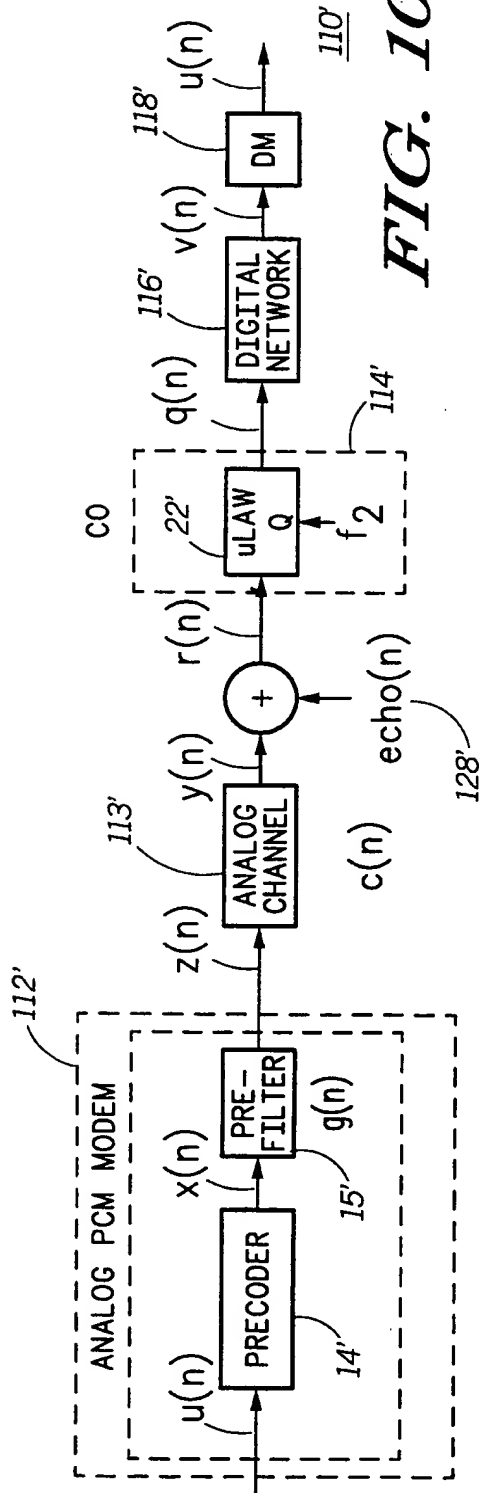 112'
ANALOG PCM MODEM
u(n)
PRECODER
14'
x(n)
PRE-
FILTER
15'
g(n)
z(n)
113'
ANALOG
CHANNEL
c(n)
y(n)
+
echo(n)
128'
r(n)
CO
22'
uLAW
Q
f2
114'
q(n)
116'
DIGITAL
NETWORK
v(n)
118'
DM
u(n)
110'
FIG. 10